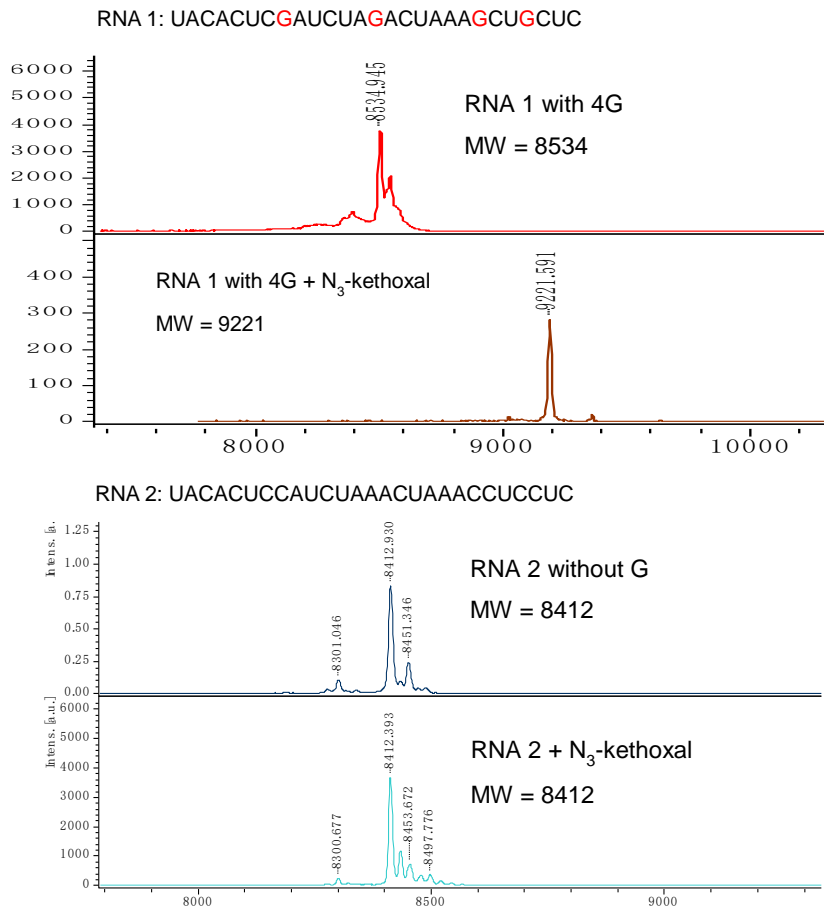 RNA 1: UACACUCGAUCUAGACUAAAGCUGCUC
6000
5000
4000
3000
2000
1000
0
8534.945
RNA 1 with 4G
MW = 8534
400
300
200
100
0
RNA 1 with 4G + N₃-kethoxal
MW = 9221
9221.591
8000 9000 10000
RNA 2: UACACUCCAUCUAAACUAAACCUCCUC
Intens. [a.
1.25
1.00
0.75
0.50
0.25
0.00
8301.046
8412.930
8451.346
RNA 2 without G
MW = 8412
Intens. [a.u.]
6000
5000
4000
3000
2000
1000
0
8300.677
8412.393
8453.672
8497.776
RNA 2 + N₃-kethoxal
MW = 8412
8000 8500 9000